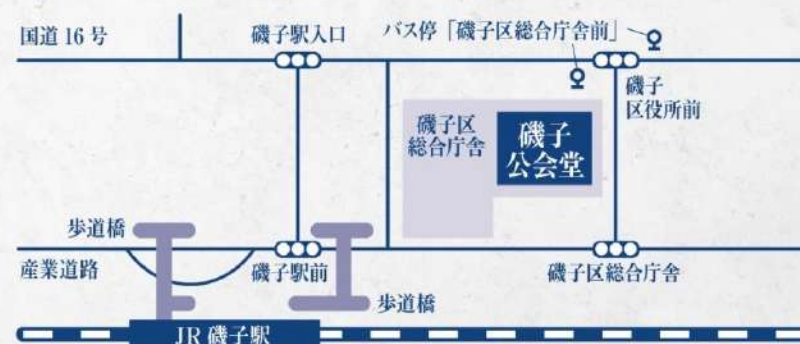 国道 16 号
磯子駅入口
バス停「磯子区総合庁舎前」
磯子
区役所前
磯子区
総合庁舎
磯子
公会堂
歩道橋
産業道路
磯子駅前
磯子区総合庁舎
歩道橋
JR 磯子駅